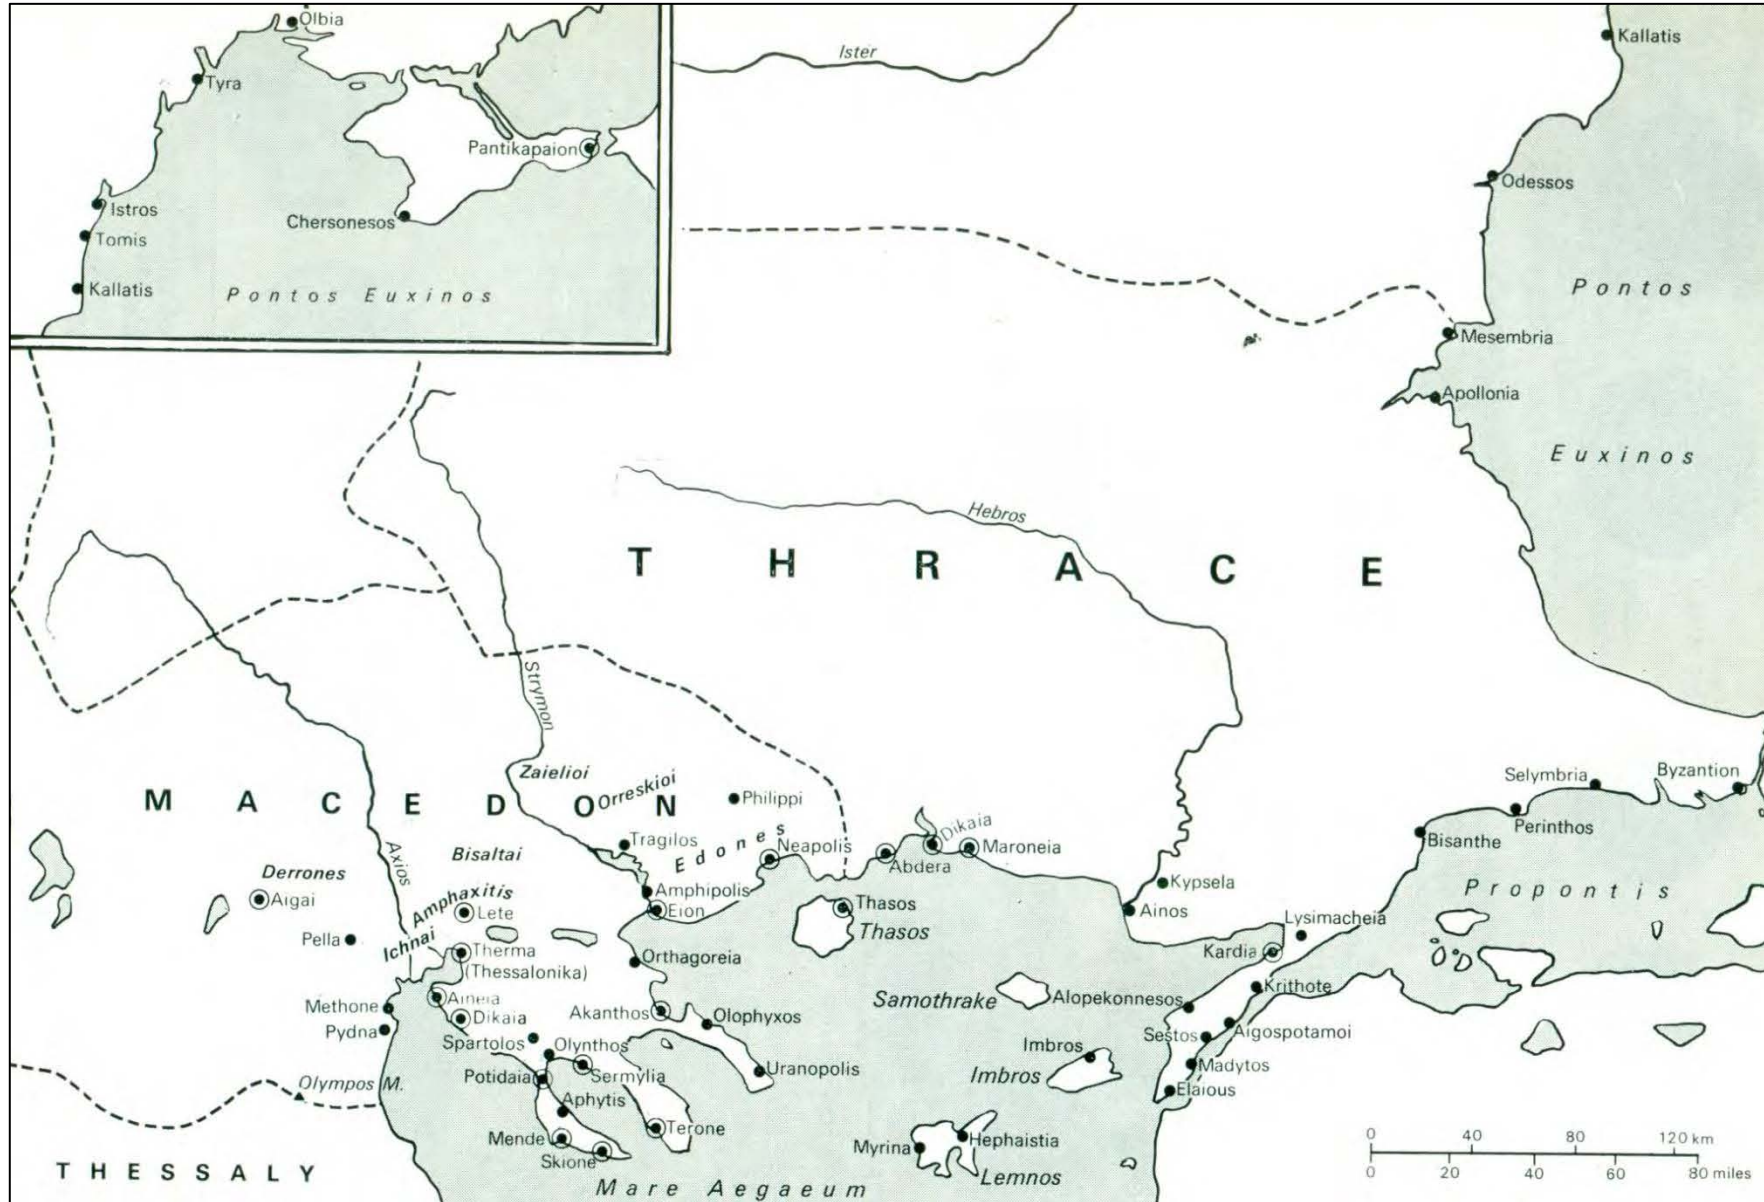 Olbia
Tyra
Pantikapaion
Istros
Chersonesos
Tomis
Kallatis
Pontos Euxinos
Ister
Kallatis
Odessos
Pontos
Mesembria
Apollonia
Euxinos
Hebros
THRACE
Strymon
Zaielioi
Orreskioi
MACEDON
Philippi
Selymbria
Byzantion
Perinthos
Bisanthe
Tragilos
Edones
Neapolis
Dikaia
Abdera
Maroneia
Axios
Bisaltai
Derrones
Aigai
Amphaxitis
Lete
Amphipolis
Eion
Thasos
Thasos
Kypsela
Ainos
Propontis
Lysimacheia
Kardia
Pella
Ichnai
Therma
(Thessalonika)
Orthagoreia
Samothrake
Alopekonnesos
Krithote
Methone
Aineia
Pydna
Dikaia
Akanthos
Olophyxos
Sestos
Aigospotamoi
Spartolos
Olynthos
Imbros
Imbros
Madytos
Olympos M.
Potidaia
Sermylia
Uranopolis
Elaious
Aphytis
Mende
Terone
Skione
Myrina
Hephaistia
Lemnos
THESSALY
Mare Aegaeum
0 40 80 120 km
0 20 40 60 80 miles